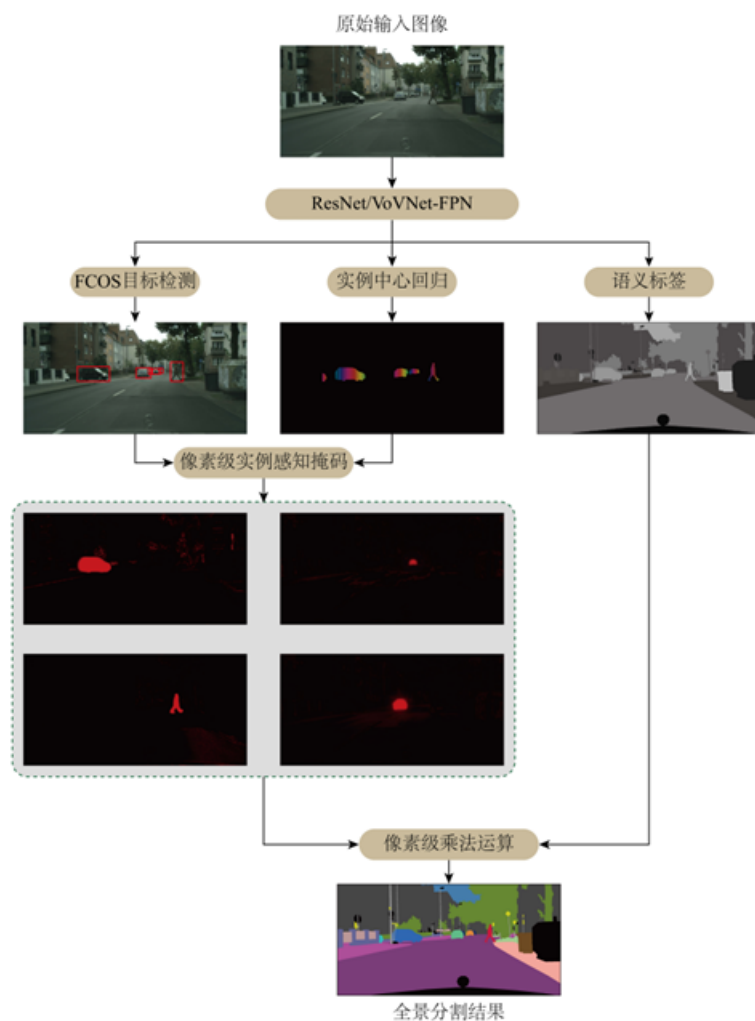 原始输入图像
ResNet/VoVNet-FPN
FCOS目标检测
实例中心回归
语义标签
像素级实例感知掩码
像素级乘法运算
全景分割结果